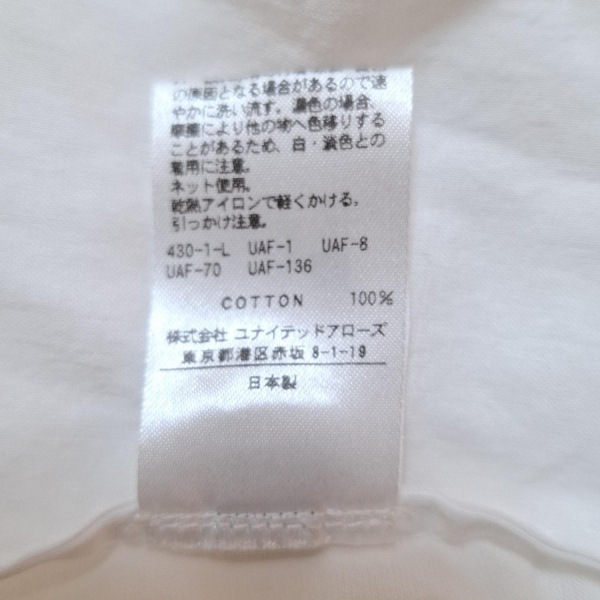 の原因となる場合があるので速
やかに洗い流す。濃色の場合、
摩擦により他の物へ色移りする
ことがあるため、白・淡色との
着用に注意。
ネット使用。
乾熱アイロンで軽くかける。
引っかけ注意。
430-1-L UAF-1 UAF-8
UAF-70 UAF-136
COTTON 100%
株式会社 ユナイテッドアローズ
東京都港区赤坂 8-1-19
日本製